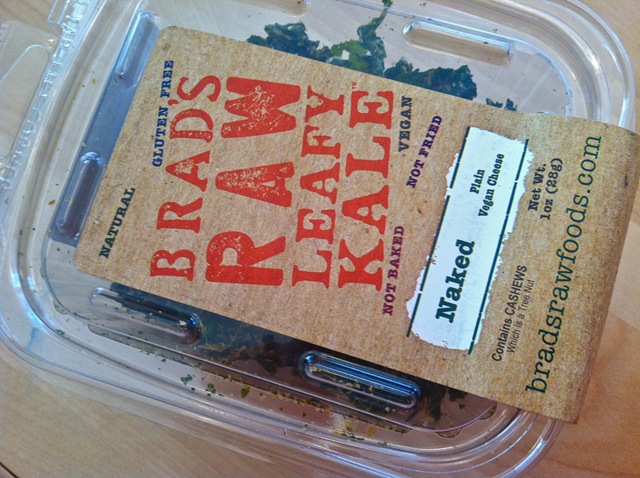 NATURAL
GLUTEN FREE
BRAD'S
RAW
LEAFY
KALE™
VEGAN
NOT BAKED
NOT FRIED
Naked
Plain
Vegan Cheese
Contains CASHEWS
Which is a Tree Nut
Net Wt.
1oz (28g)
bradsrawfoods.com